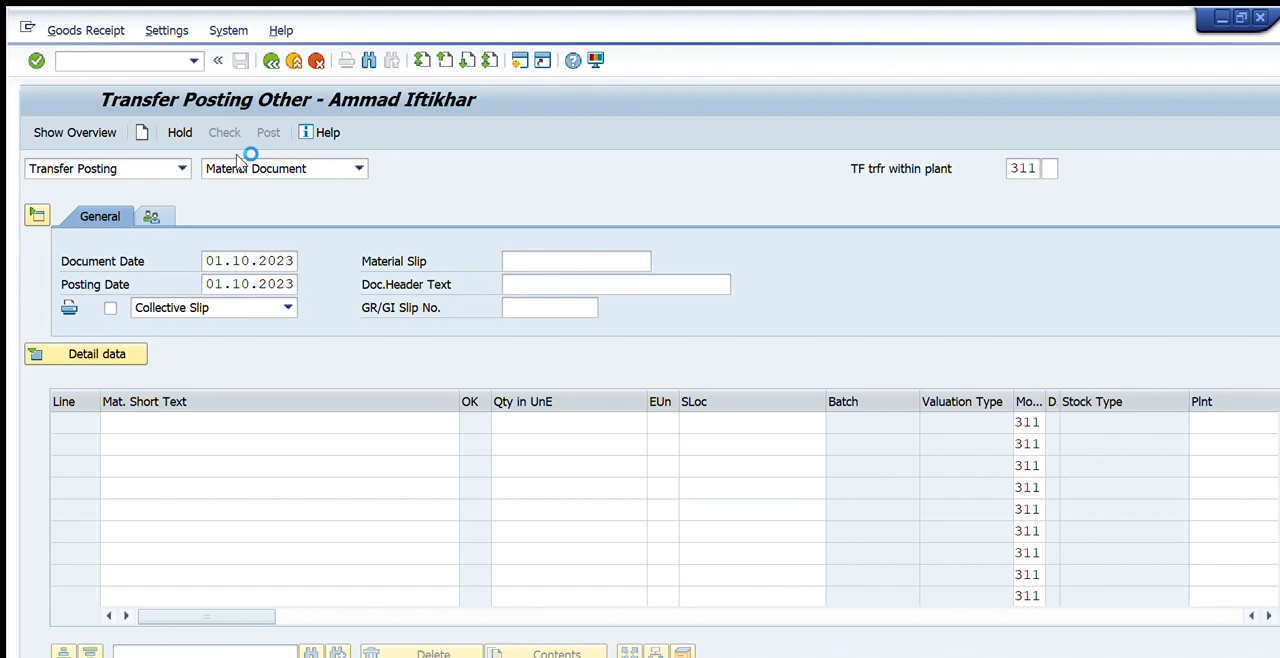 Goods Receipt Settings System Help
Transfer Posting Other - Ammad Iftikhar
Show Overview Hold Check Post Help
Transfer Posting Material Document TF trfr within plant 311
General
Document Date 01.10.2023 Material Slip
Posting Date 01.10.2023 Doc.Header Text
Collective Slip GR/GI Slip No.
Detail data
Line Mat. Short Text OK Qty in UnE EUn SLoc Batch Valuation Type Mo... D Stock Type Plnt
311
311
311
311
311
311
311
311
311
Delete Contents